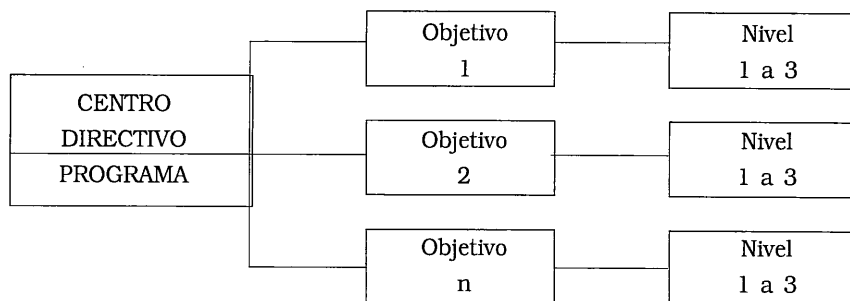 CENTRO
DIRECTIVO
PROGRAMA
Objetivo
1
Nivel
1 a 3
Objetivo
2
Nivel
1 a 3
Objetivo
n
Nivel
1 a 3